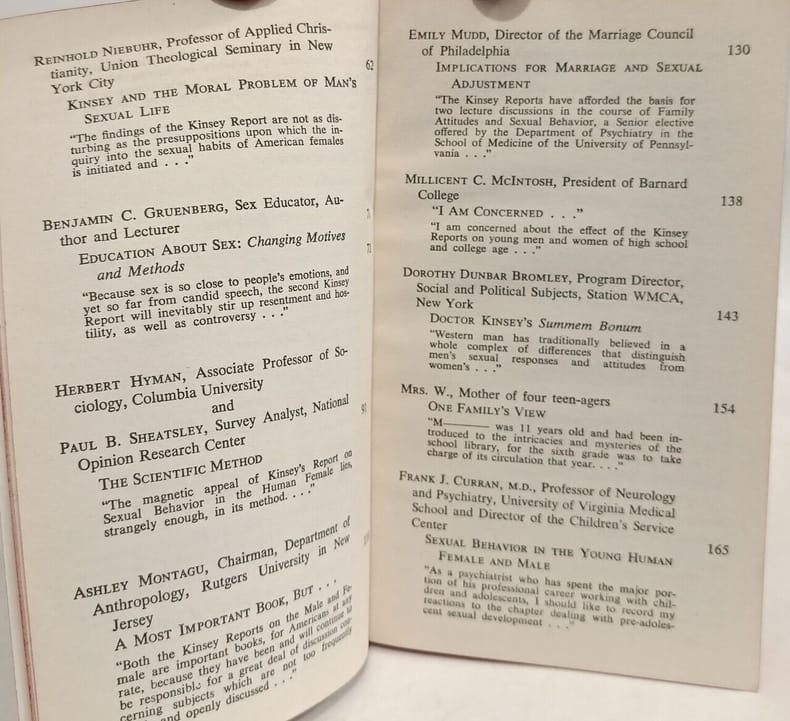 REINHOLD NIEBUHR, Professor of Applied Chris-
tianity, Union Theological Seminary in New
York City 62
KINSEY AND THE MORAL PROBLEM OF MAN'S
SEXUAL LIFE
"The findings of the Kinsey Report are not as dis-
turbing as the presuppositions upon which the in-
quiry into the sexual habits of American females
is initiated and . . ."
BENJAMIN C. GRUENBERG, Sex Educator, Au-
thor and Lecturer
EDUCATION ABOUT SEX: Changing Motives
and Methods
"Because sex is so close to people's emotions, and
yet so far from candid speech, the second Kinsey
Report will inevitably stir up resentment and hos-
tility, as well as controversy . . ."
HERBERT HYMAN, Associate Professor of So-
ciology, Columbia University
and
PAUL B. SHEATSLEY, Survey Analyst, National
Opinion Research Center
THE SCIENTIFIC METHOD
"The magnetic appeal of Kinsey's Report on
Sexual Behavior in the Human Female lies,
strangely enough, in its method. . . ."
ASHLEY MONTAGU, Chairman, Department of
Anthropology, Rutgers University in New
Jersey
A MOST IMPORTANT BOOK, BUT . . .
"Both the Kinsey Reports on the Male and Fe-
male are important books, for Americans at any
rate, because they have been and will continue to
be responsible for a great deal of discussion con-
cerning subjects which are not too frequently
and openly discussed . . ."
EMILY MUDD, Director of the Marriage Council
of Philadelphia 130
IMPLICATIONS FOR MARRIAGE AND SEXUAL
ADJUSTMENT
"The Kinsey Reports have afforded the basis for
two lecture discussions in the course of Family
Attitudes and Sexual Behavior, a Senior elective
offered by the Department of Psychiatry in the
School of Medicine of the University of Pennsyl-
vania . . ."
MILLICENT C. MCINTOSH, President of Barnard
College 138
"I AM CONCERNED . . ."
"I am concerned about the effect of the Kinsey
Reports on young men and women of high school
and college age . . ."
DOROTHY DUNBAR BROMLEY, Program Director,
Social and Political Subjects, Station WMCA,
New York 143
DOCTOR KINSEY'S Summem Bonum
"Western man has traditionally believed in a
whole complex of differences that distinguish
men's sexual responses and attitudes from
women's . . ."
MRS. W., Mother of four teen-agers 154
ONE FAMILY'S VIEW
"M——— was 11 years old and had been in-
troduced to the intricacies and mysteries of the
school library, for the sixth grade was to take
charge of its circulation that year. . . ."
FRANK J. CURRAN, M.D., Professor of Neurology
and Psychiatry, University of Virginia Medical
School and Director of the Children's Service
Center 165
SEXUAL BEHAVIOR IN THE YOUNG HUMAN
FEMALE AND MALE
"As a psychiatrist who has spent the major por-
tion of his professional career working with chil-
dren and adolescents, I should like to record my
reactions to the chapter dealing with pre-adoles-
cent sexual development . . ."